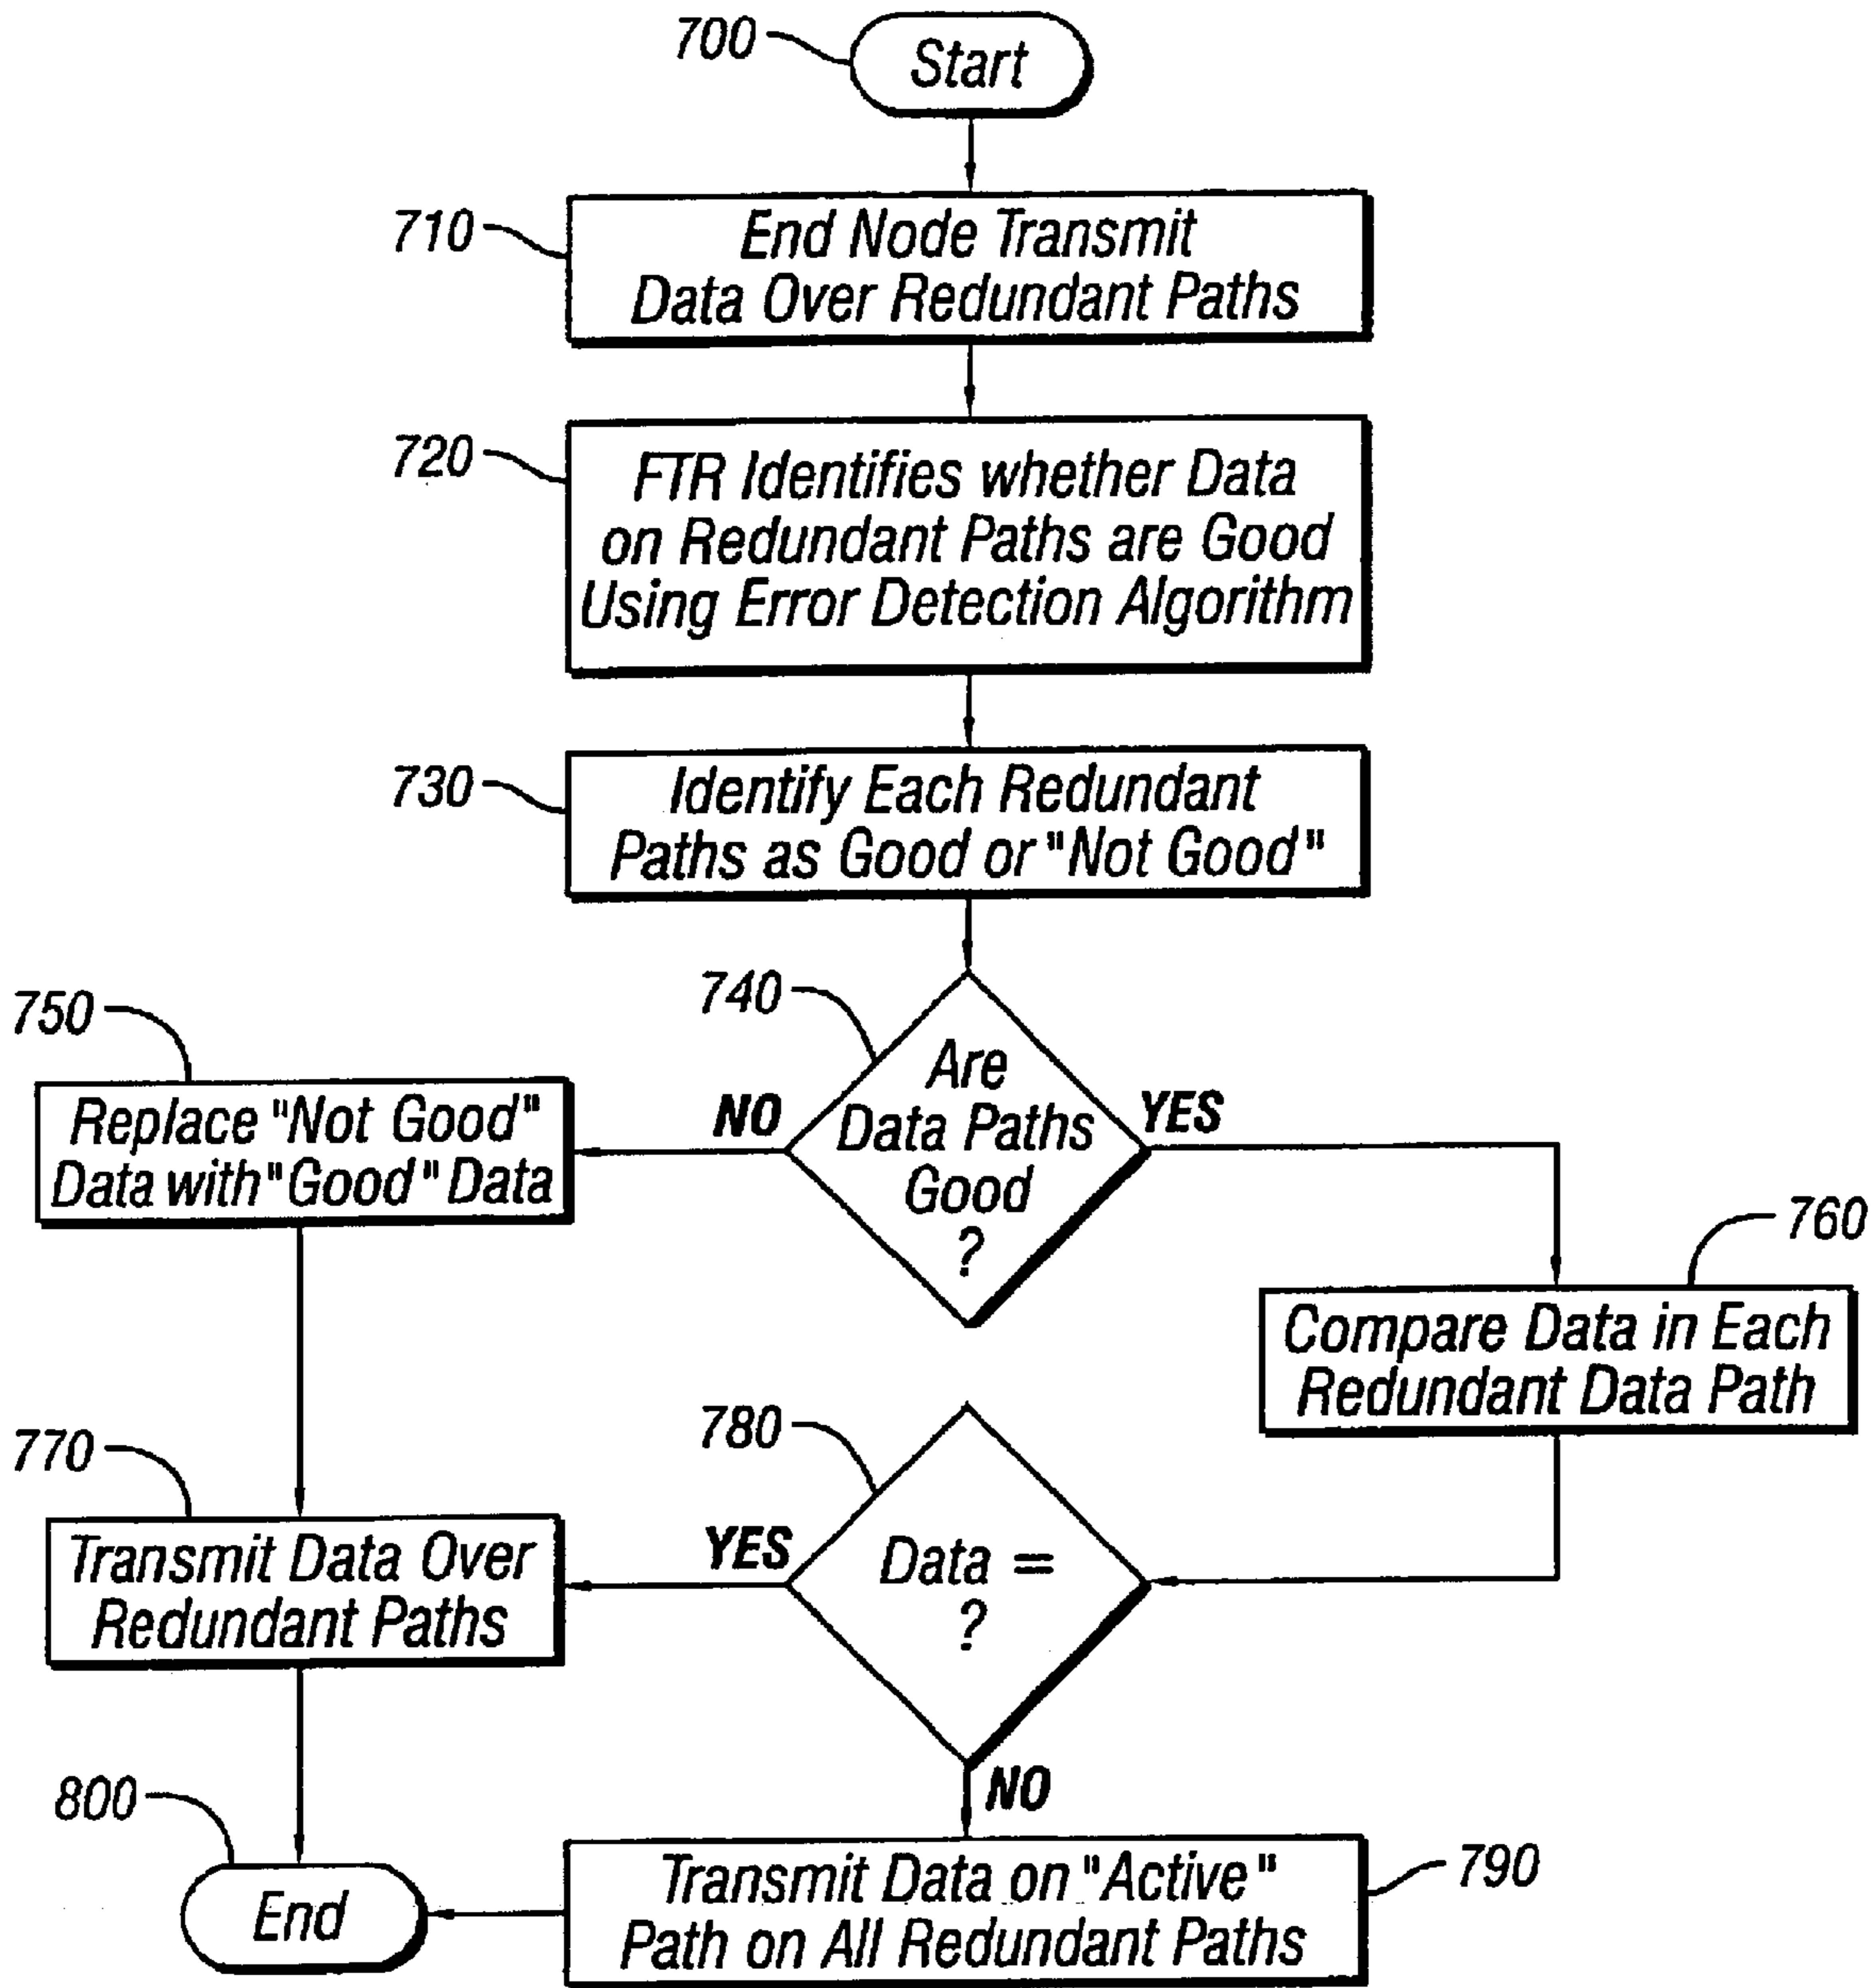 700
Start
710
End Node Transmit
Data Over Redundant Paths
720
FTR Identifies whether Data
on Redundant Paths are Good
Using Error Detection Algorithm
730
Identify Each Redundant
Paths as Good or "Not Good"
740
Are
Data Paths
Good
?
NO
YES
750
Replace "Not Good"
Data with "Good" Data
760
Compare Data in Each
Redundant Data Path
770
Transmit Data Over
Redundant Paths
780
Data =
?
YES
NO
790
Transmit Data on "Active"
Path on All Redundant Paths
800
End